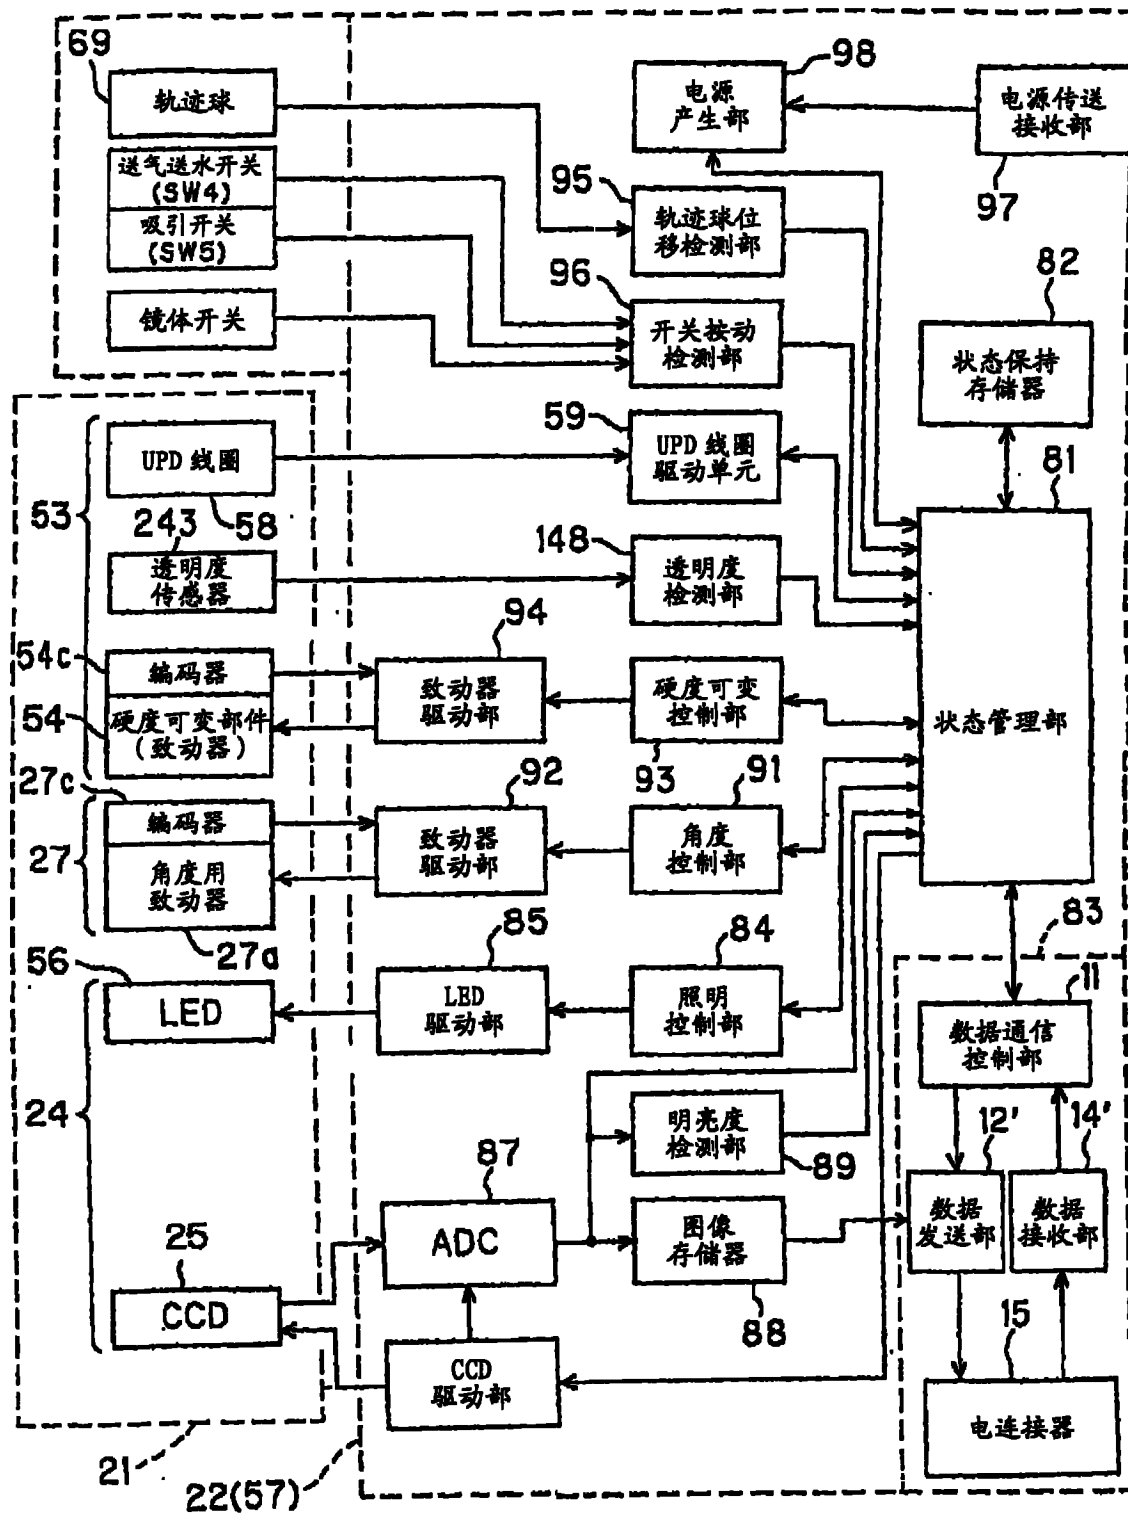 69
轨迹球
送气送水开关
(SW4)
吸引开关
(SW5)
镜体开关
98
电源
产生部
电源传送
接收部
97
95
轨迹球位
移检测部
96
开关按动
检测部
82
状态保持
存储器
53
UPD 线圈
58
59
UPD 线圈
驱动单元
81
状态管理部
243
透明度
传感器
148
透明度
检测部
54c
编码器
54
硬度可变部件
(致动器)
94
致动器
驱动部
硬度可变
控制部
93
27c
27
编码器
角度用
致动器
27a
92
致动器
驱动部
91
角度
控制部
83
56
LED
85
LED
驱动部
84
照明
控制部
11
数据通信
控制部
24
明亮度
检测部
89
12'
14'
87
ADC
图像
存储器
88
数据
发送部
数据
接收部
25
CCD
CCD
驱动部
15
电连接器
21
22(57)